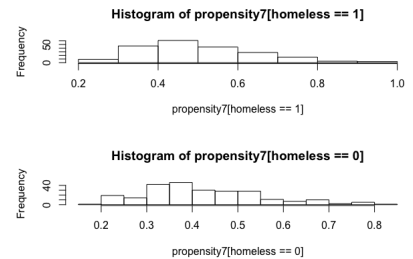 Histogram of propensity7[homeless == 1]
Frequency
0 50
0.2 0.4 0.6 0.8 1.0
propensity7[homeless == 1]
Histogram of propensity7[homeless == 0]
Frequency
0 40
0.2 0.3 0.4 0.5 0.6 0.7 0.8
propensity7[homeless == 0]